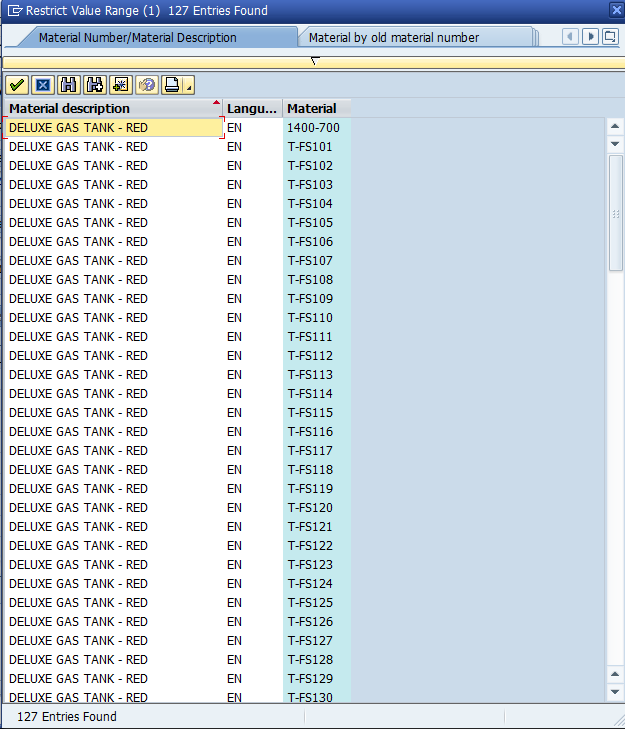 Restrict Value Range (1)  127 Entries Found
Material Number/Material Description Material by old material number
Material description Langu... Material
DELUXE GAS TANK - RED EN 1400-700
DELUXE GAS TANK - RED EN T-FS101
DELUXE GAS TANK - RED EN T-FS102
DELUXE GAS TANK - RED EN T-FS103
DELUXE GAS TANK - RED EN T-FS104
DELUXE GAS TANK - RED EN T-FS105
DELUXE GAS TANK - RED EN T-FS106
DELUXE GAS TANK - RED EN T-FS107
DELUXE GAS TANK - RED EN T-FS108
DELUXE GAS TANK - RED EN T-FS109
DELUXE GAS TANK - RED EN T-FS110
DELUXE GAS TANK - RED EN T-FS111
DELUXE GAS TANK - RED EN T-FS112
DELUXE GAS TANK - RED EN T-FS113
DELUXE GAS TANK - RED EN T-FS114
DELUXE GAS TANK - RED EN T-FS115
DELUXE GAS TANK - RED EN T-FS116
DELUXE GAS TANK - RED EN T-FS117
DELUXE GAS TANK - RED EN T-FS118
DELUXE GAS TANK - RED EN T-FS119
DELUXE GAS TANK - RED EN T-FS120
DELUXE GAS TANK - RED EN T-FS121
DELUXE GAS TANK - RED EN T-FS122
DELUXE GAS TANK - RED EN T-FS123
DELUXE GAS TANK - RED EN T-FS124
DELUXE GAS TANK - RED EN T-FS125
DELUXE GAS TANK - RED EN T-FS126
DELUXE GAS TANK - RED EN T-FS127
DELUXE GAS TANK - RED EN T-FS128
DELUXE GAS TANK - RED EN T-FS129
DELUXE GAS TANK - RED EN T-FS130
127 Entries Found